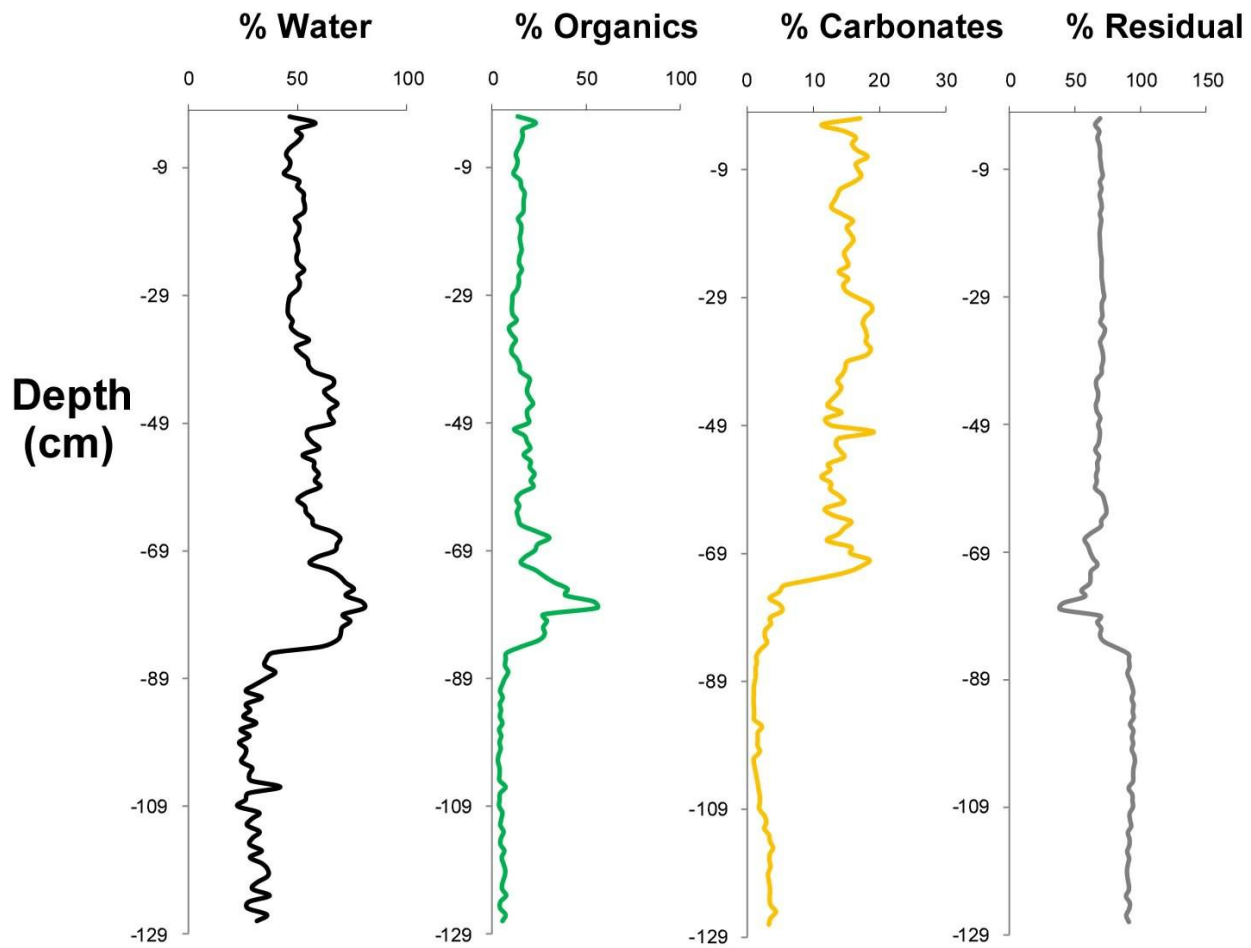 % Water % Organics % Carbonates % Residual
0 50 100 0 50 100 0 10 20 30 0 50 100 150
-9 -9 -9 -9
-29 -29 -29 -29
Depth
(cm)
-49 -49 -49 -49
-69 -69 -69 -69
-89 -89 -89 -89
-109 -109 -109 -109
-129 -129 -129 -129